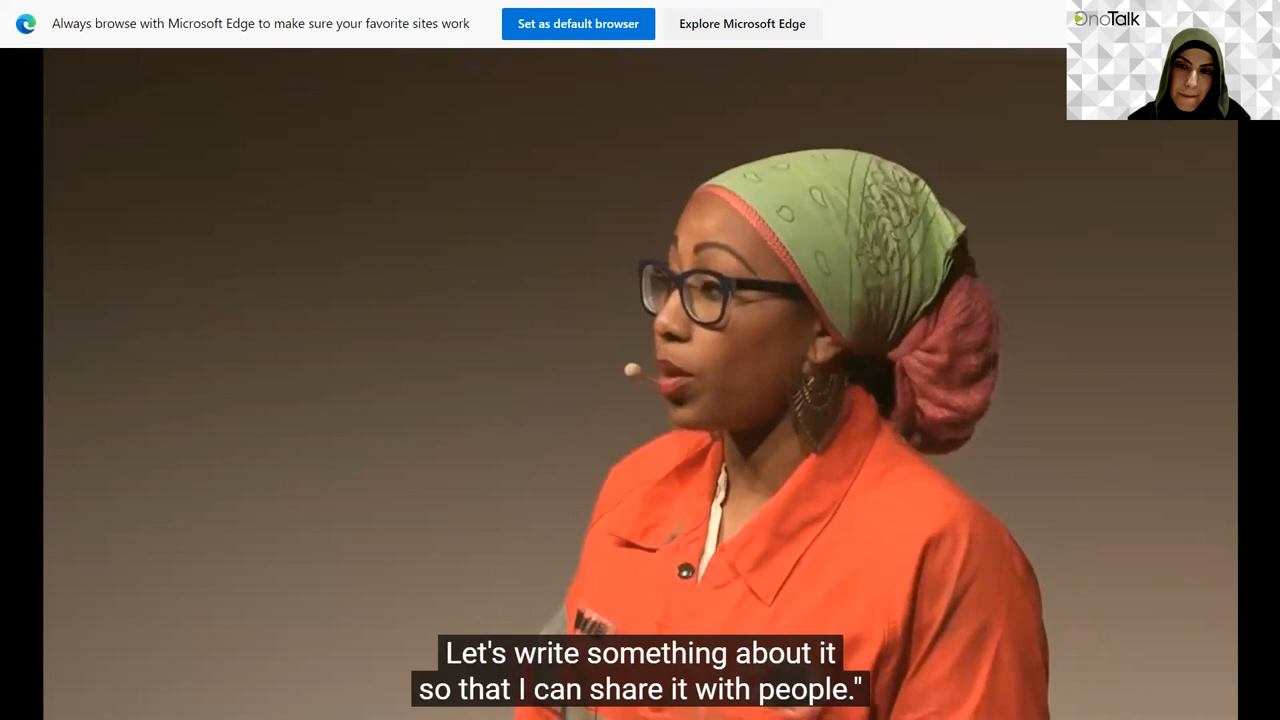 Always browse with Microsoft Edge to make sure your favorite sites work
Set as default browser
Explore Microsoft Edge
OnoTalk
Let's write something about it
so that I can share it with people."